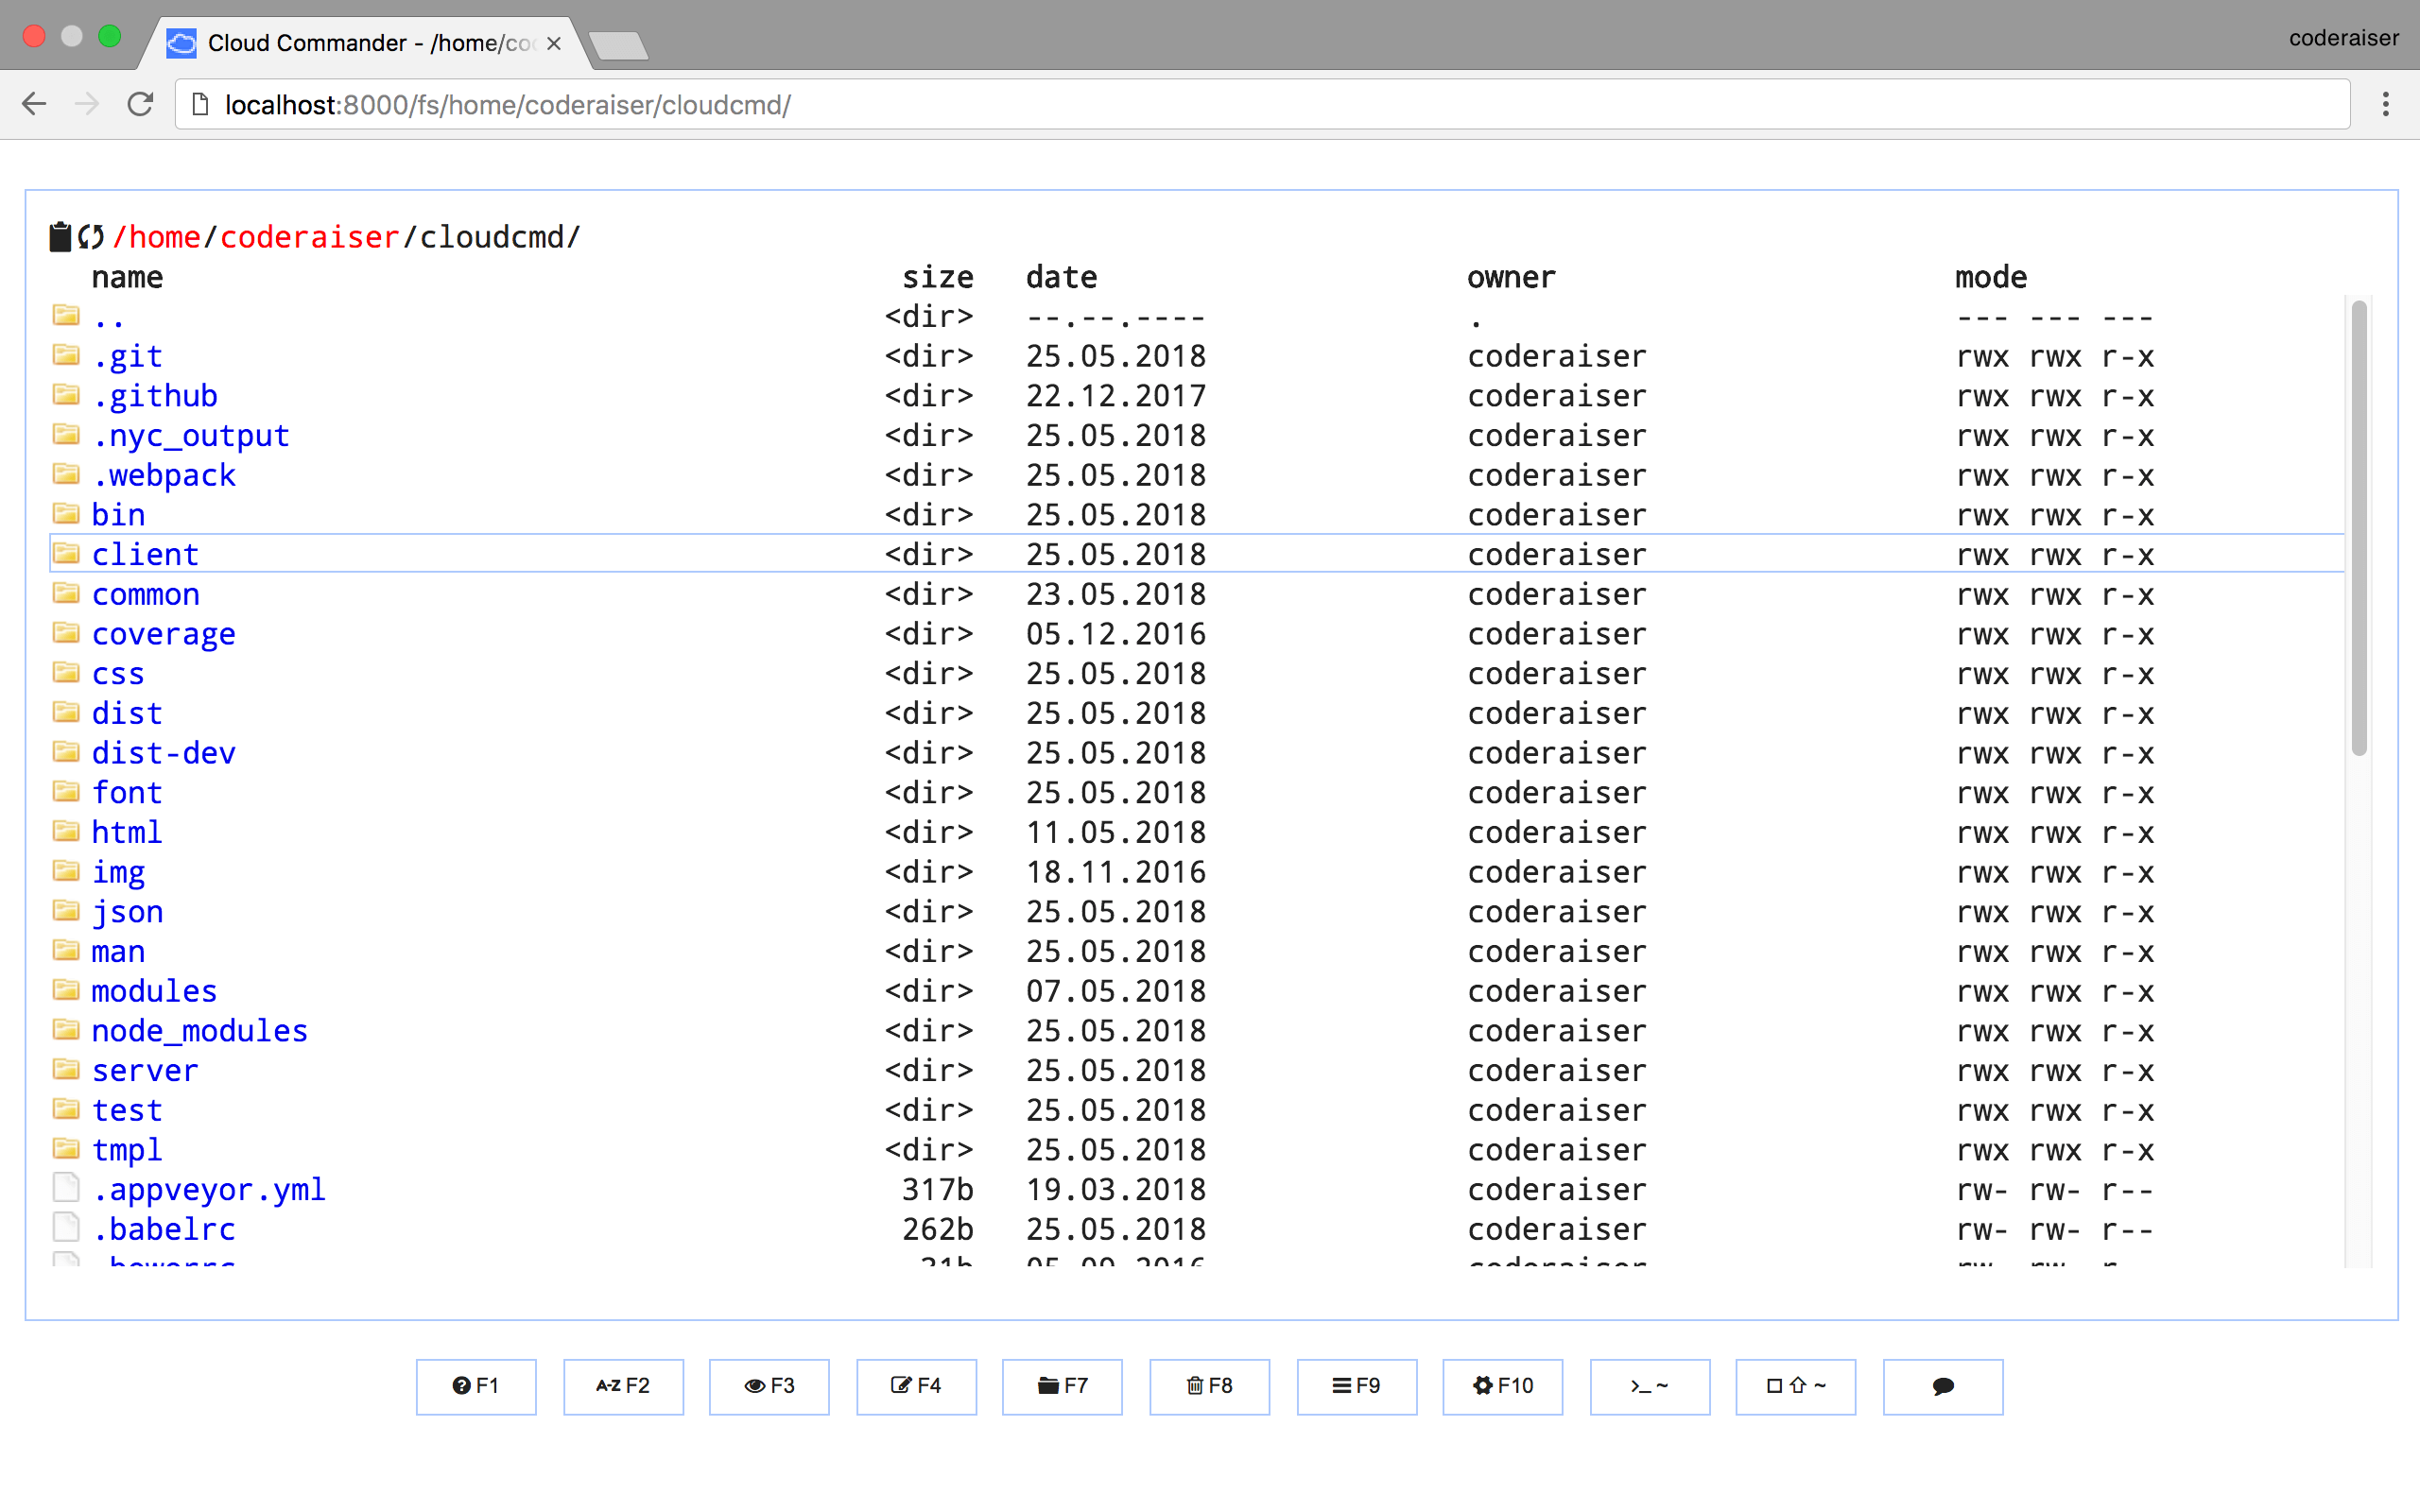 Cloud Commander - /home/co
coderaiser
localhost:8000/fs/home/coderaiser/cloudcmd/
/home/coderaiser/cloudcmd/
name size date owner mode
.. <dir> --.--.---- . --- --- ---
.git <dir> 25.05.2018 coderaiser rwx rwx r-x
.github <dir> 22.12.2017 coderaiser rwx rwx r-x
.nyc_output <dir> 25.05.2018 coderaiser rwx rwx r-x
.webpack <dir> 25.05.2018 coderaiser rwx rwx r-x
bin <dir> 25.05.2018 coderaiser rwx rwx r-x
client <dir> 25.05.2018 coderaiser rwx rwx r-x
common <dir> 23.05.2018 coderaiser rwx rwx r-x
coverage <dir> 05.12.2016 coderaiser rwx rwx r-x
css <dir> 25.05.2018 coderaiser rwx rwx r-x
dist <dir> 25.05.2018 coderaiser rwx rwx r-x
dist-dev <dir> 25.05.2018 coderaiser rwx rwx r-x
font <dir> 25.05.2018 coderaiser rwx rwx r-x
html <dir> 11.05.2018 coderaiser rwx rwx r-x
img <dir> 18.11.2016 coderaiser rwx rwx r-x
json <dir> 25.05.2018 coderaiser rwx rwx r-x
man <dir> 25.05.2018 coderaiser rwx rwx r-x
modules <dir> 07.05.2018 coderaiser rwx rwx r-x
node_modules <dir> 25.05.2018 coderaiser rwx rwx r-x
server <dir> 25.05.2018 coderaiser rwx rwx r-x
test <dir> 25.05.2018 coderaiser rwx rwx r-x
tmpl <dir> 25.05.2018 coderaiser rwx rwx r-x
.appveyor.yml 317b 19.03.2018 coderaiser rw- rw- r--
.babelrc 262b 25.05.2018 coderaiser rw- rw- r--
F1 A-Z F2 F3 F4 F7 F8 F9 F10 >_ ~ ~